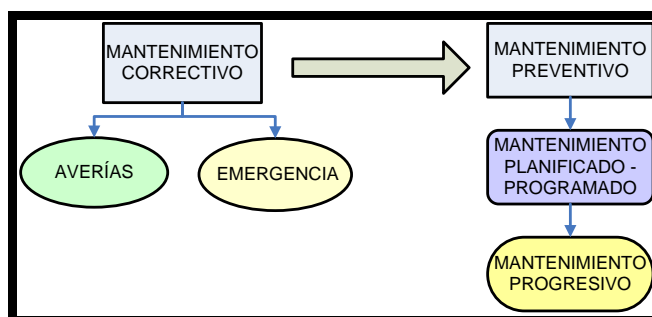 MANTENIMIENTO
CORRECTIVO
MANTENIMIENTO
PREVENTIVO
AVERÍAS
EMERGENCIA
MANTENIMIENTO
PLANIFICADO -
PROGRAMADO
MANTENIMIENTO
PROGRESIVO